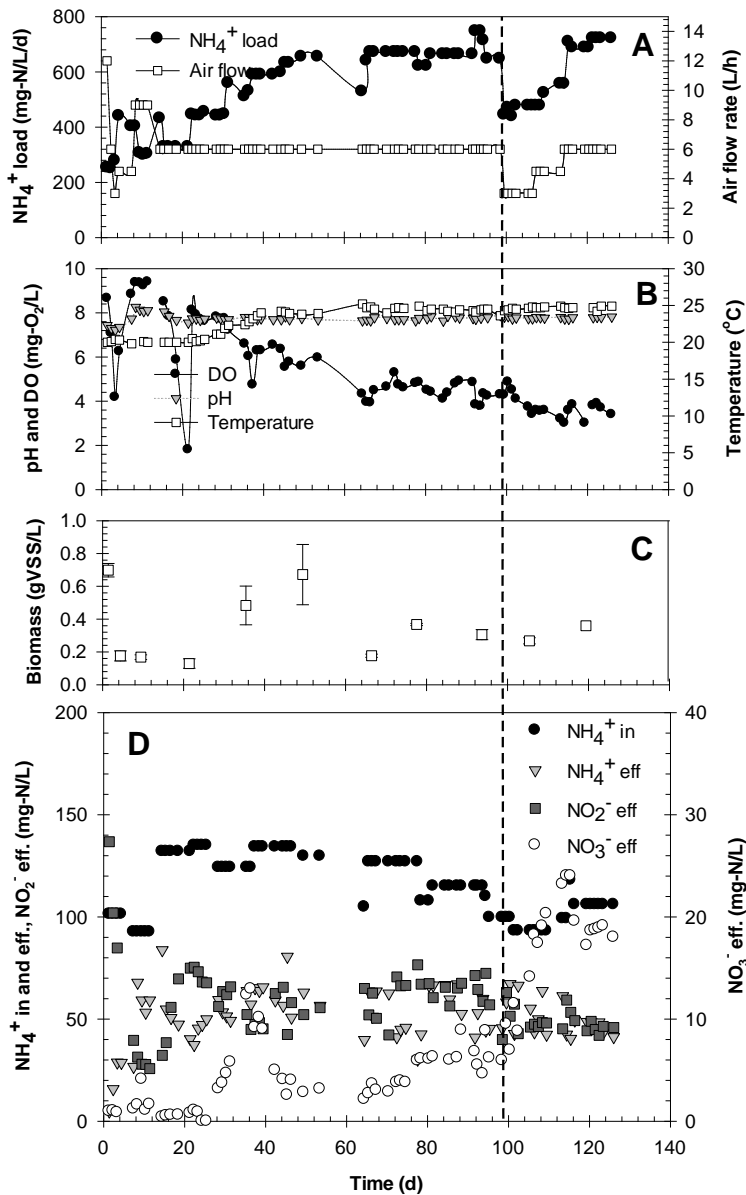 800
600
400
200
0
NH4+ load (mg-N/L/d)
NH4+ load
Air flow
A
14
12
10
8
6
4
2
0
Air flow rate (L/h)
10
8
6
4
2
0
pH and DO (mg-O2/L)
DO
pH
Temperature
B
30
25
20
15
10
5
0
Temperature (oC)
1.0
0.8
0.6
0.4
0.2
0.0
Biomass (gVSS/L)
C
200
150
100
50
0
NH4+ in and eff., NO2- eff. (mg-N/L)
D
NH4+ in
NH4+ eff
NO2- eff
NO3- eff
40
30
20
10
0
NO3- eff. (mg-N/L)
0 20 40 60 80 100 120 140
Time (d)